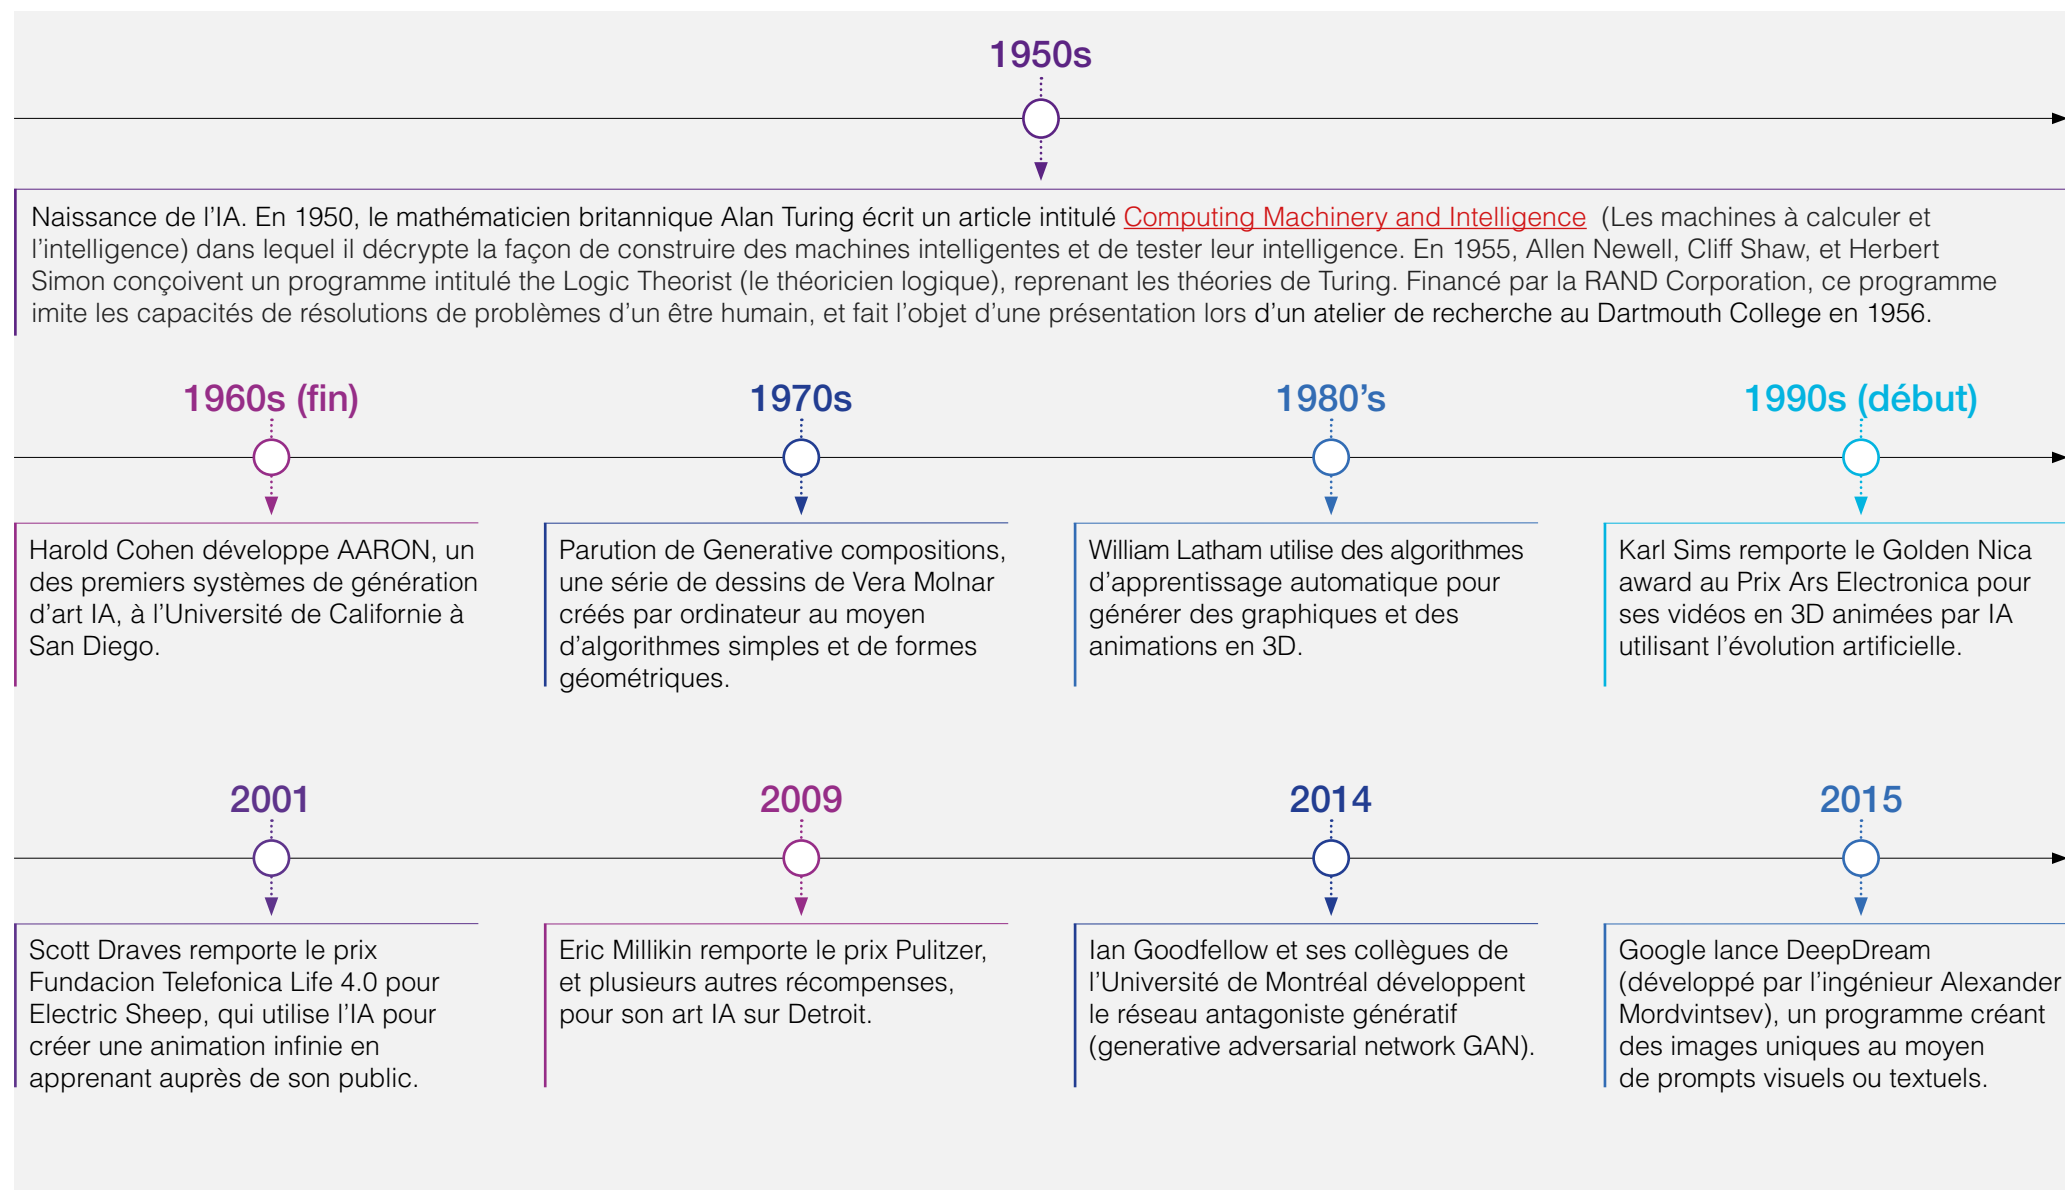 1950s
Naissance de l’IA. En 1950, le mathématicien britannique Alan Turing écrit un article intitulé Computing Machinery and Intelligence (Les machines à calculer et
l’intelligence) dans lequel il décrypte la façon de construire des machines intelligentes et de tester leur intelligence. En 1955, Allen Newell, Cliff Shaw, et Herbert
Simon conçoivent un programme intitulé the Logic Theorist (le théoricien logique), reprenant les théories de Turing. Financé par la RAND Corporation, ce programme
imite les capacités de résolutions de problèmes d’un être humain, et fait l’objet d’une présentation lors d’un atelier de recherche au Dartmouth College en 1956.
1960s (fin)
Harold Cohen développe AARON, un
des premiers systèmes de génération
d’art IA, à l’Université de Californie à
San Diego.
1970s
Parution de Generative compositions,
une série de dessins de Vera Molnar
créés par ordinateur au moyen
d’algorithmes simples et de formes
géométriques.
1980’s
William Latham utilise des algorithmes
d’apprentissage automatique pour
générer des graphiques et des
animations en 3D.
1990s (début)
Karl Sims remporte le Golden Nica
award au Prix Ars Electronica pour
ses vidéos en 3D animées par IA
utilisant l’évolution artificielle.
2001
Scott Draves remporte le prix
Fundacion Telefonica Life 4.0 pour
Electric Sheep, qui utilise l’IA pour
créer une animation infinie en
apprenant auprès de son public.
2009
Eric Millikin remporte le prix Pulitzer,
et plusieurs autres récompenses,
pour son art IA sur Detroit.
2014
Ian Goodfellow et ses collègues de
l’Université de Montréal développent
le réseau antagoniste génératif
(generative adversarial network GAN).
2015
Google lance DeepDream
(développé par l’ingénieur Alexander
Mordvintsev), un programme créant
des images uniques au moyen
de prompts visuels ou textuels.